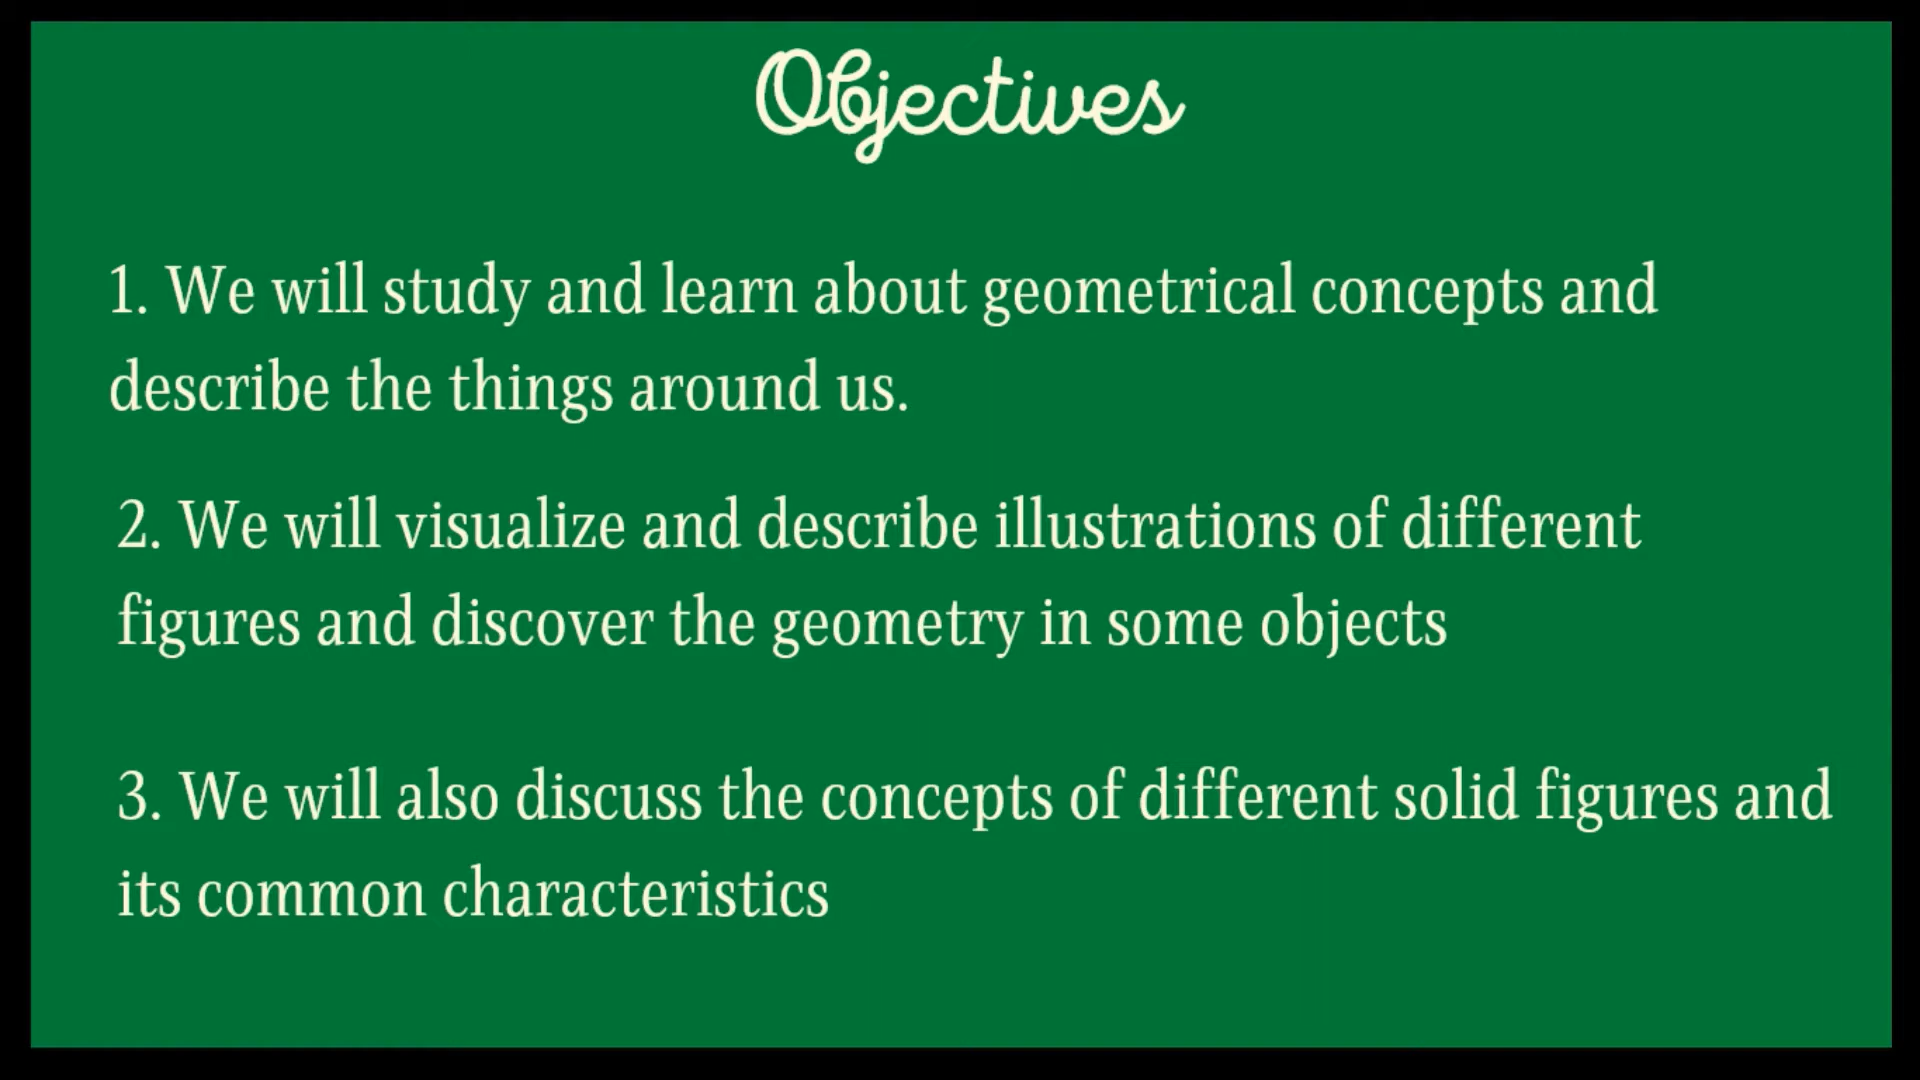 Objectives
1. We will study and learn about geometrical concepts and
describe the things around us.
2. We will visualize and describe illustrations of different
figures and discover the geometry in some objects
3. We will also discuss the concepts of different solid figures and
its common characteristics